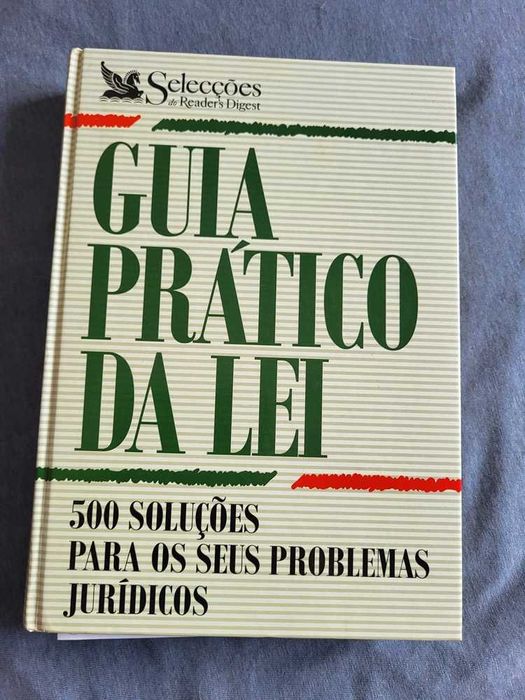 Selecções
do Reader's Digest
GUIA
PRÁTICO
DA LEI
500 SOLUÇÕES
PARA OS SEUS PROBLEMAS
JURÍDICOS